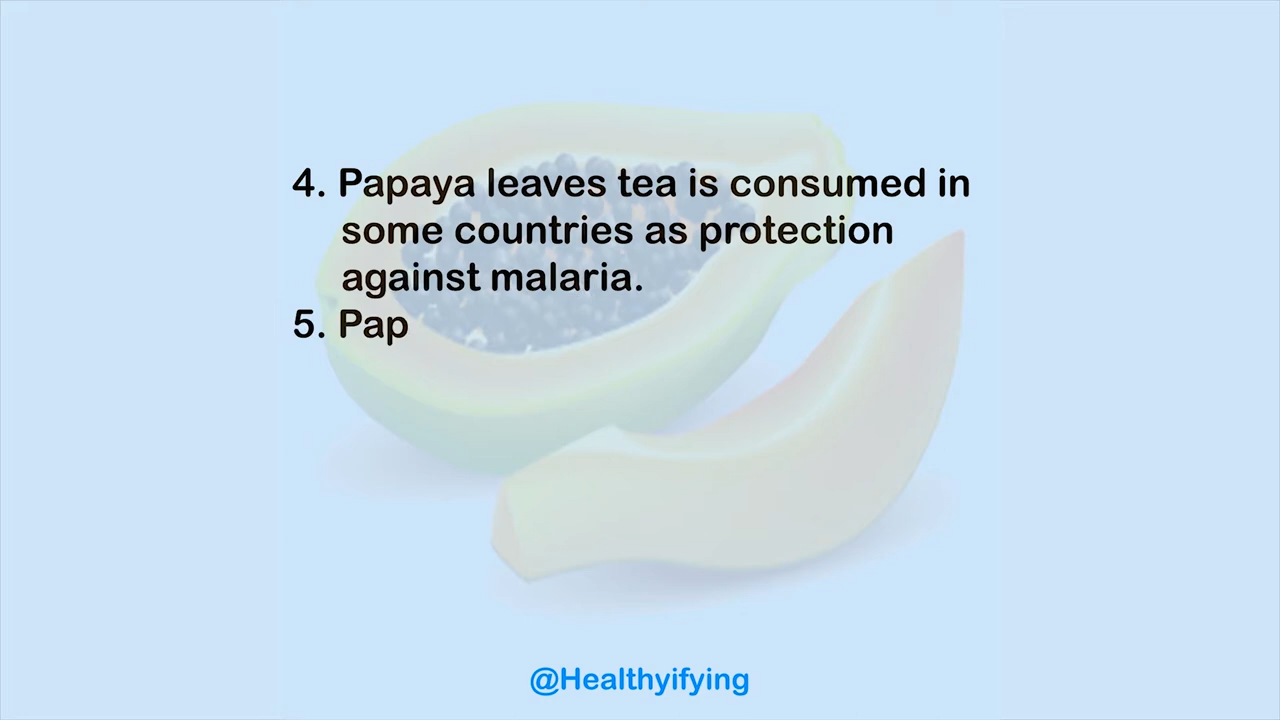 4. Papaya leaves tea is consumed in
some countries as protection
against malaria.
5. Pap
@Healthyifying